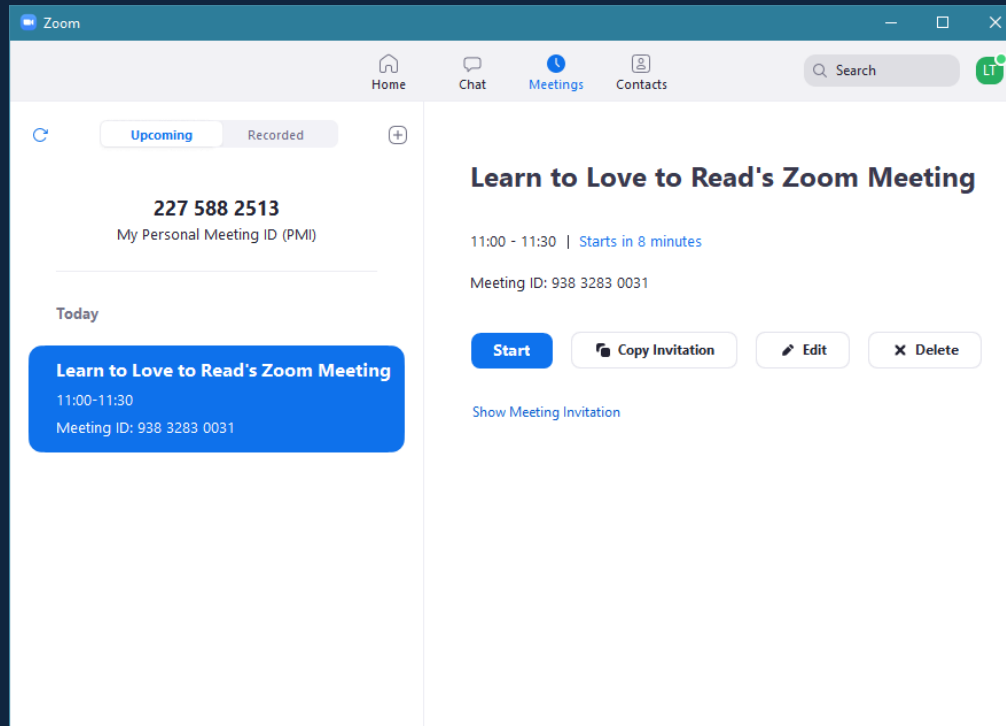 Zoom
Home
Chat
Meetings
Contacts
Search
LT
Upcoming
Recorded
227 588 2513
My Personal Meeting ID (PMI)
Today
Learn to Love to Read's Zoom Meeting
11:00-11:30
Meeting ID: 938 3283 0031
Learn to Love to Read's Zoom Meeting
11:00 - 11:30 | Starts in 8 minutes
Meeting ID: 938 3283 0031
Start
Copy Invitation
Edit
Delete
Show Meeting Invitation